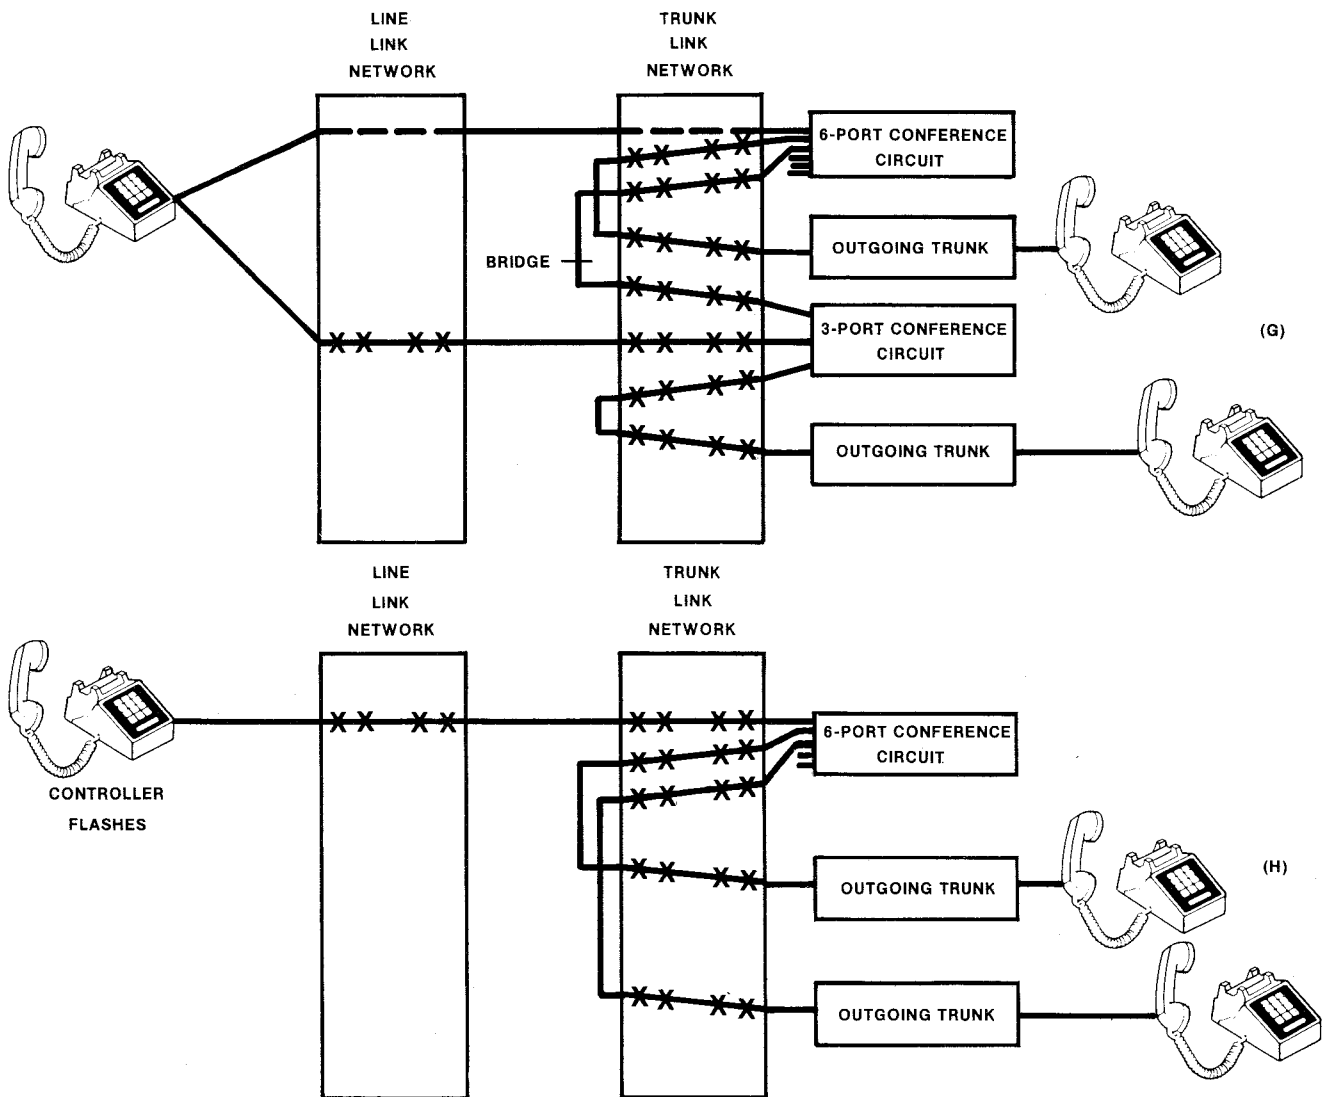 LINE
LINK
NETWORK
TRUNK
LINK
NETWORK
6-PORT CONFERENCE
CIRCUIT
OUTGOING TRUNK
BRIDGE
3-PORT CONFERENCE
CIRCUIT
(G)
OUTGOING TRUNK
LINE
LINK
NETWORK
TRUNK
LINK
NETWORK
6-PORT CONFERENCE
CIRCUIT
CONTROLLER
FLASHES
OUTGOING TRUNK
(H)
OUTGOING TRUNK